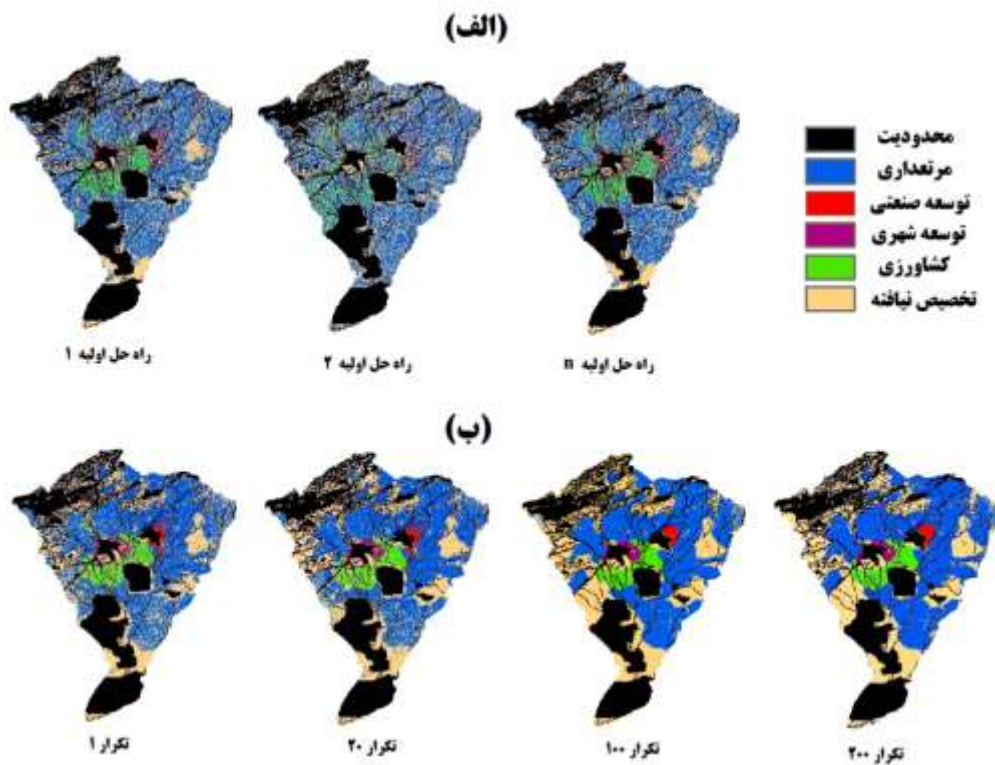 (الف)
محدودیت
مرتعداری
توسعه صنعتی
توسعه شهری
کشاورزی
تخصیص نیافته
راه حل اولیه ۱
راه حل اولیه ۲
راه حل اولیه n
(ب)
تکرار ۱
تکرار ۲۰
تکرار ۱۰۰
تکرار ۲۰۰